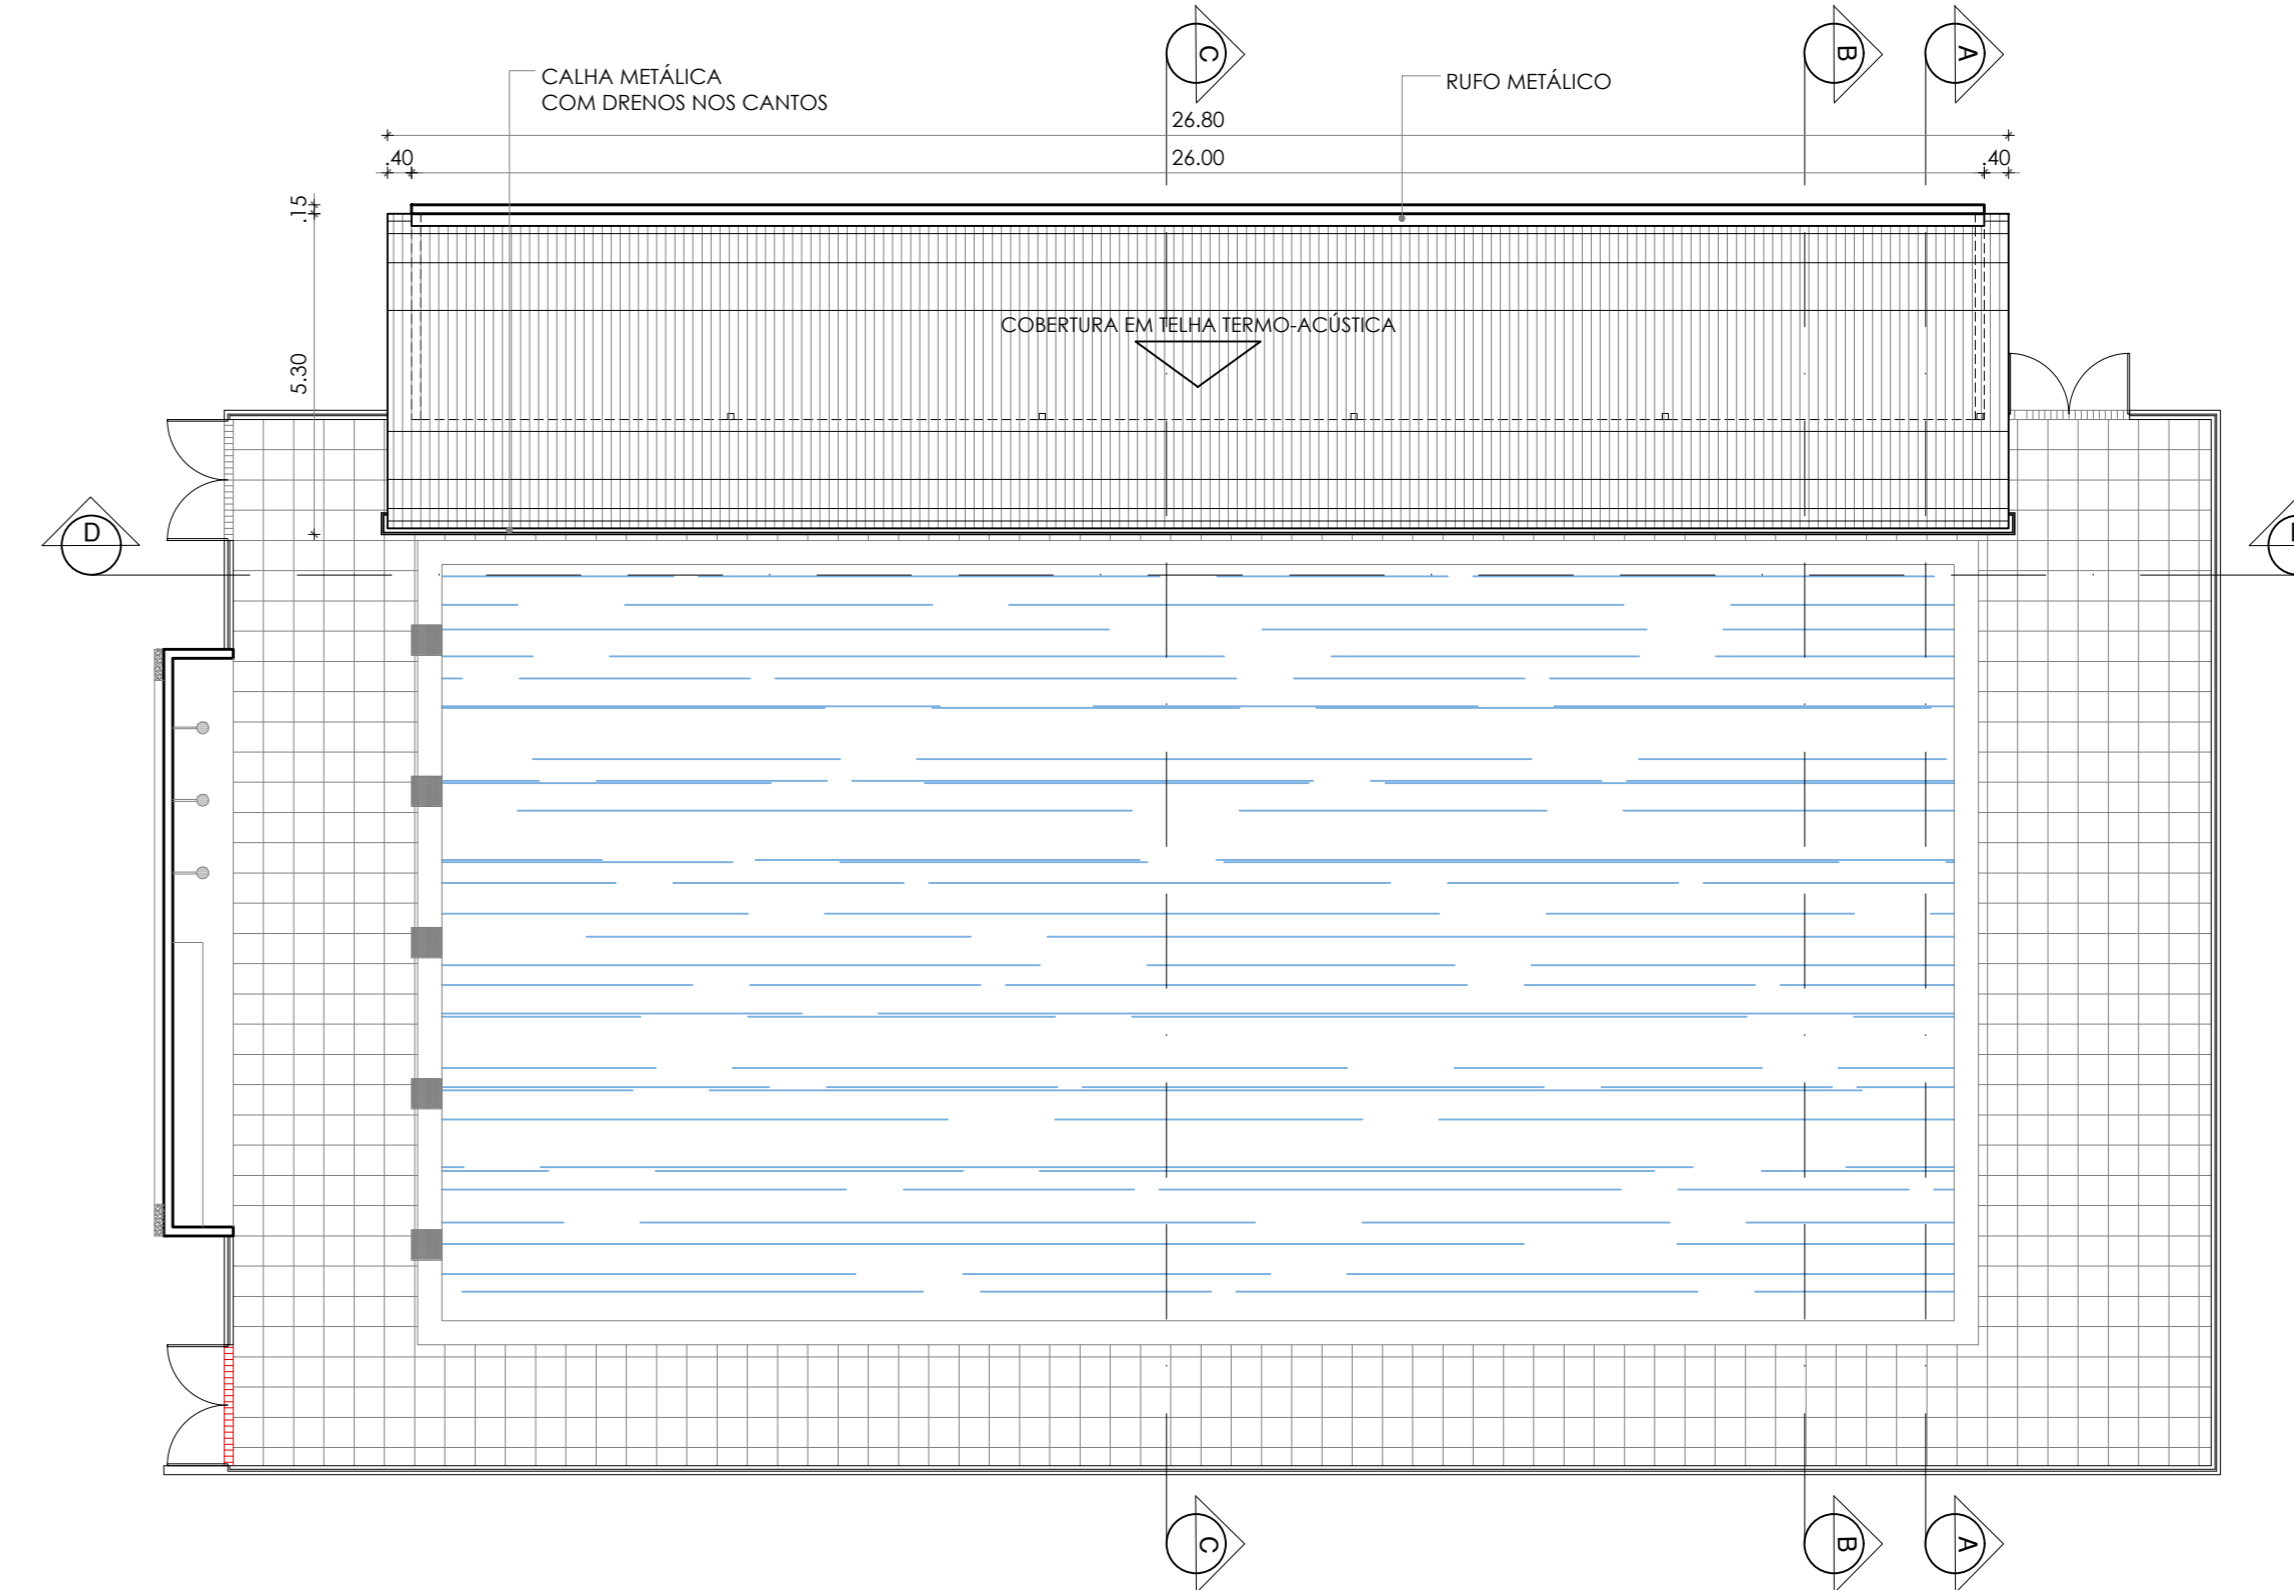 C
B
A
CALHA METÁLICA
COM DRENOS NOS CANTOS
RUFO METÁLICO
26.80
.40
26.00
.40
.15
COBERTURA EM TELHA TERMO-ACÚSTICA
5.30
D
C
B
A